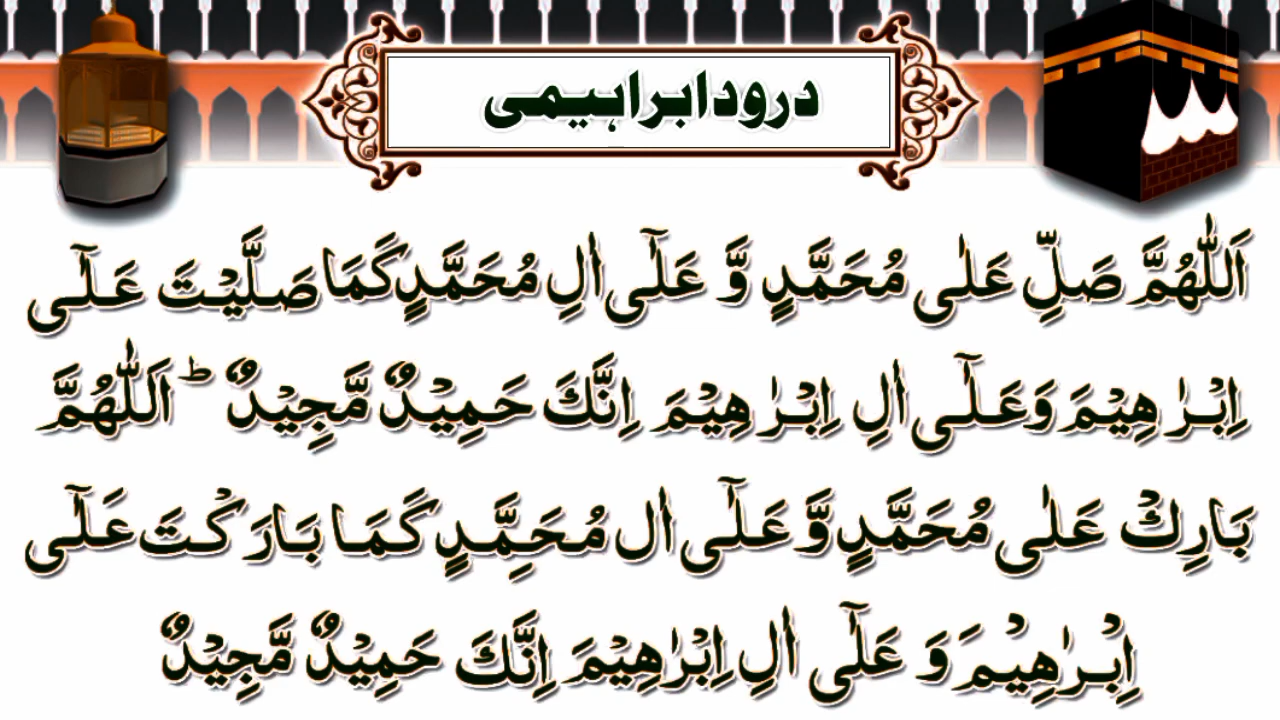 درود ابراہیمی
اَللّٰهُمَّ صَلِّ عَلٰى مُحَمَّدٍ وَّ عَلٰٓى اٰلِ مُحَمَّدٍ كَمَا صَلَّيْتَ عَلٰٓى
اِبْرٰهِيْمَ وَعَلٰٓى اٰلِ اِبْرٰهِيْمَ اِنَّكَ حَمِيْدٌ مَّجِيْدٌ ؕ اَللّٰهُمَّ
بَارِكْ عَلٰى مُحَمَّدٍ وَّعَلٰٓى اٰل مُحَمَِّدٍ كَمَا بَارَكْتَ عَلٰٓى
اِبْرٰهِيْمَ وَ عَلٰٓى اٰلِ اِبْرٰهِيْمَ اِنَّكَ حَمِيْدٌ مَّجِيْدٌ